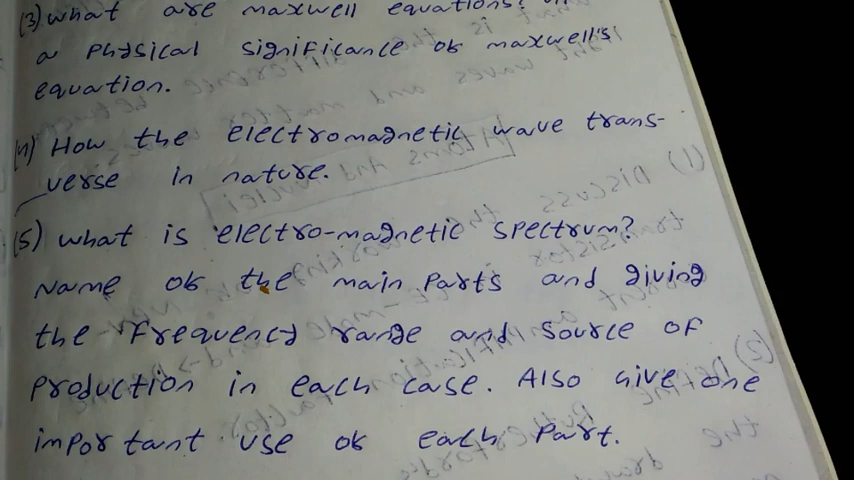 (3) what are maxwell equations?
a physical significance of maxwell's
equation.
(4) How the electromagnetic wave trans-
verse in nature.
(5) what is electro-magnetic spectrum?
Name of the main parts and giving
the frequency range and source of
production in each case. Also give one
important use of each part.